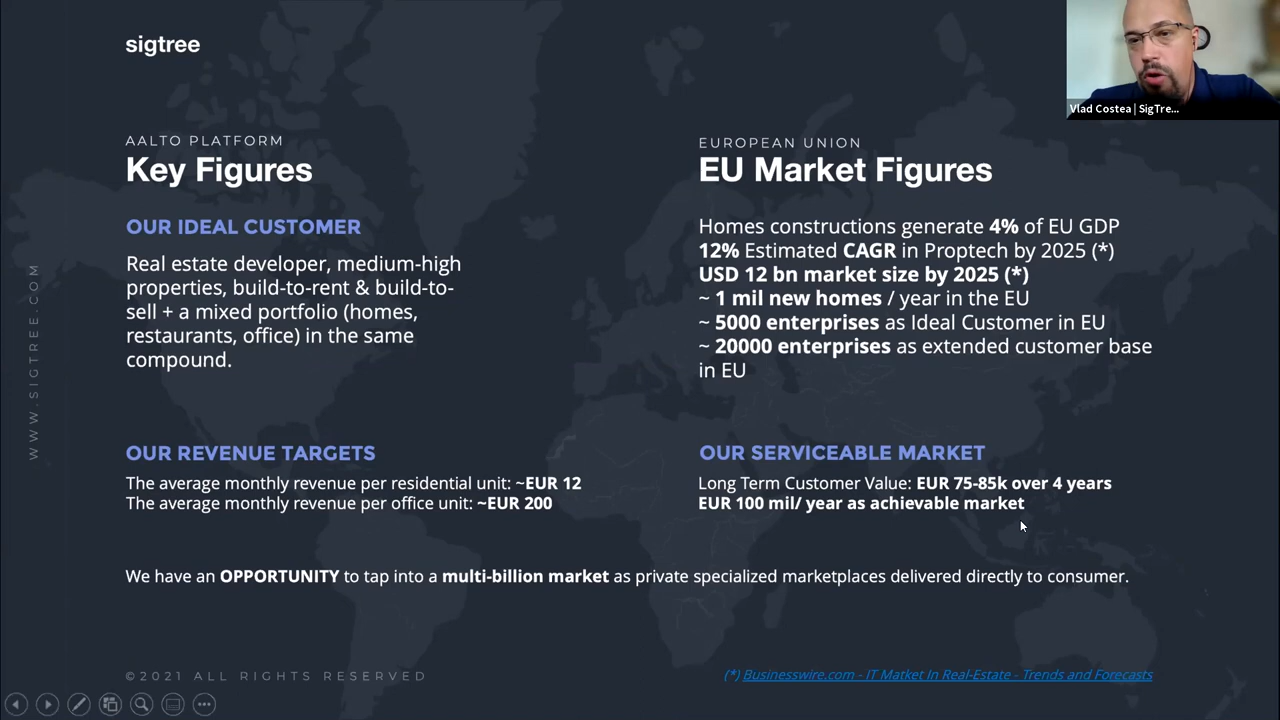 sigtree
Vlad Costea | SigTre...
AALTO PLATFORM
Key Figures
OUR IDEAL CUSTOMER
Real estate developer, medium-high
properties, build-to-rent & build-to-
sell + a mixed portfolio (homes,
restaurants, office) in the same
compound.
EUROPEAN UNION
EU Market Figures
Homes constructions generate 4% of EU GDP
12% Estimated CAGR in Proptech by 2025 (*)
USD 12 bn market size by 2025 (*)
~ 1 mil new homes / year in the EU
~ 5000 enterprises as Ideal Customer in EU
~ 20000 enterprises as extended customer base
in EU
WWW.SIGTREE.COM
OUR REVENUE TARGETS
The average monthly revenue per residential unit: ~EUR 12
The average monthly revenue per office unit: ~EUR 200
OUR SERVICEABLE MARKET
Long Term Customer Value: EUR 75-85k over 4 years
EUR 100 mil/ year as achievable market
We have an OPPORTUNITY to tap into a multi-billion market as private specialized marketplaces delivered directly to consumer.
©2021 ALL RIGHTS RESERVED
(*) Businesswire.com - IT Matket In Real-Estate - Trends and Forecasts